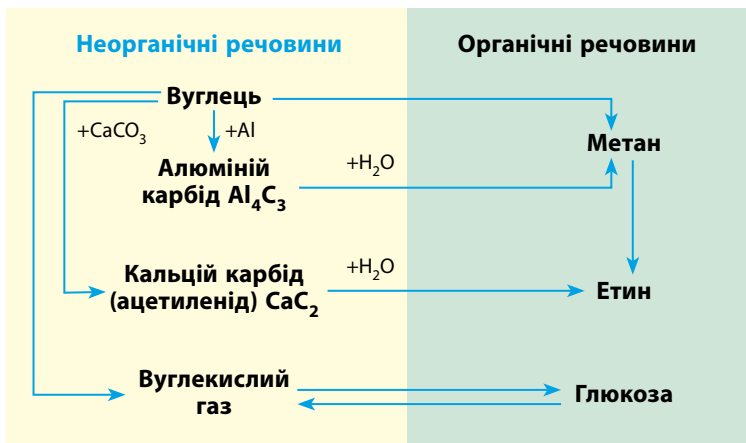 Неорганічні речовини
Органічні речовини
Вуглець
+CaCO₃
+Al
Метан
Алюміній
карбід Al₄C₃
+H₂O
Кальцій карбід
(ацетиленід) CaC₂
+H₂O
Етин
Вуглекислий
газ
Глюкоза